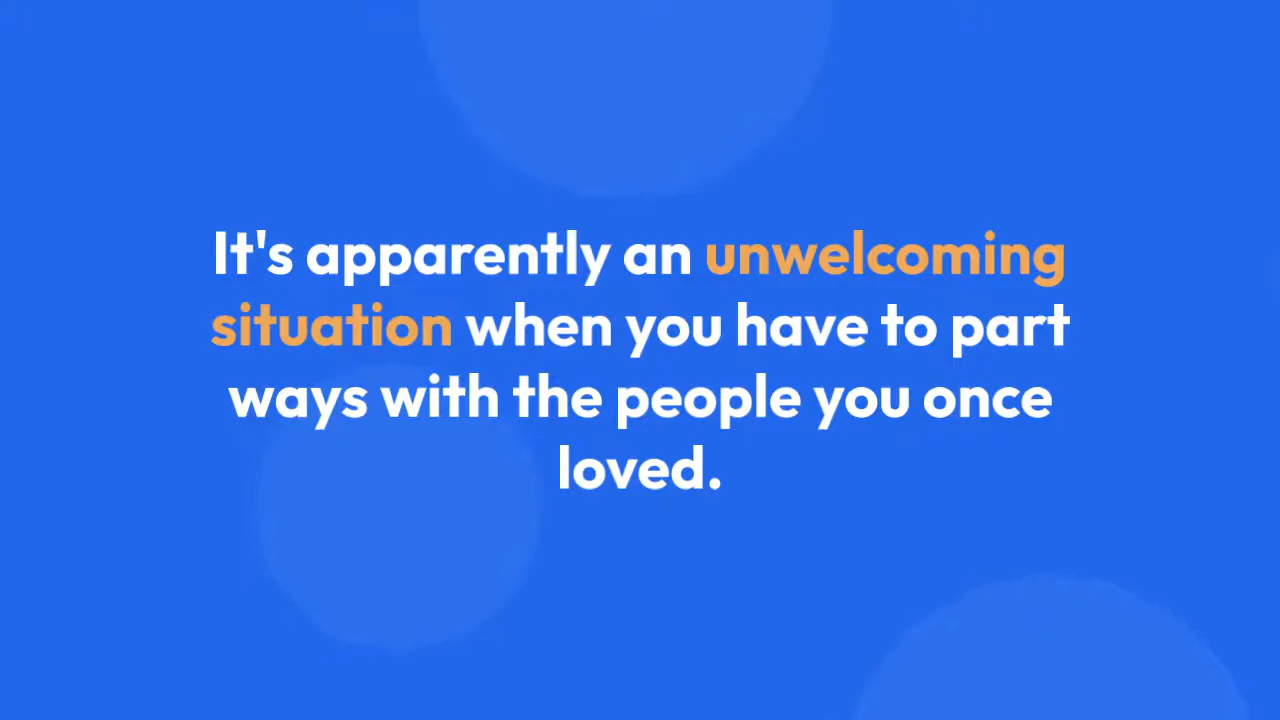 It's apparently an unwelcoming
situation when you have to part
ways with the people you once
loved.